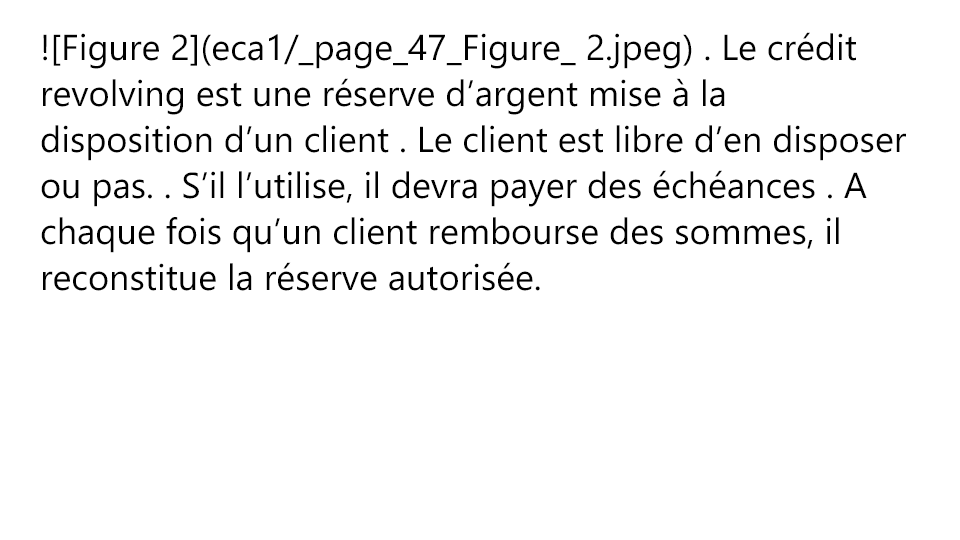 ![Figure 2](eca1/_page_47_Figure_ 2.jpeg) . Le crédit
revolving est une réserve d’argent mise à la
disposition d’un client . Le client est libre d’en disposer
ou pas. . S’il l’utilise, il devra payer des échéances . A
chaque fois qu’un client rembourse des sommes, il
reconstitue la réserve autorisée.